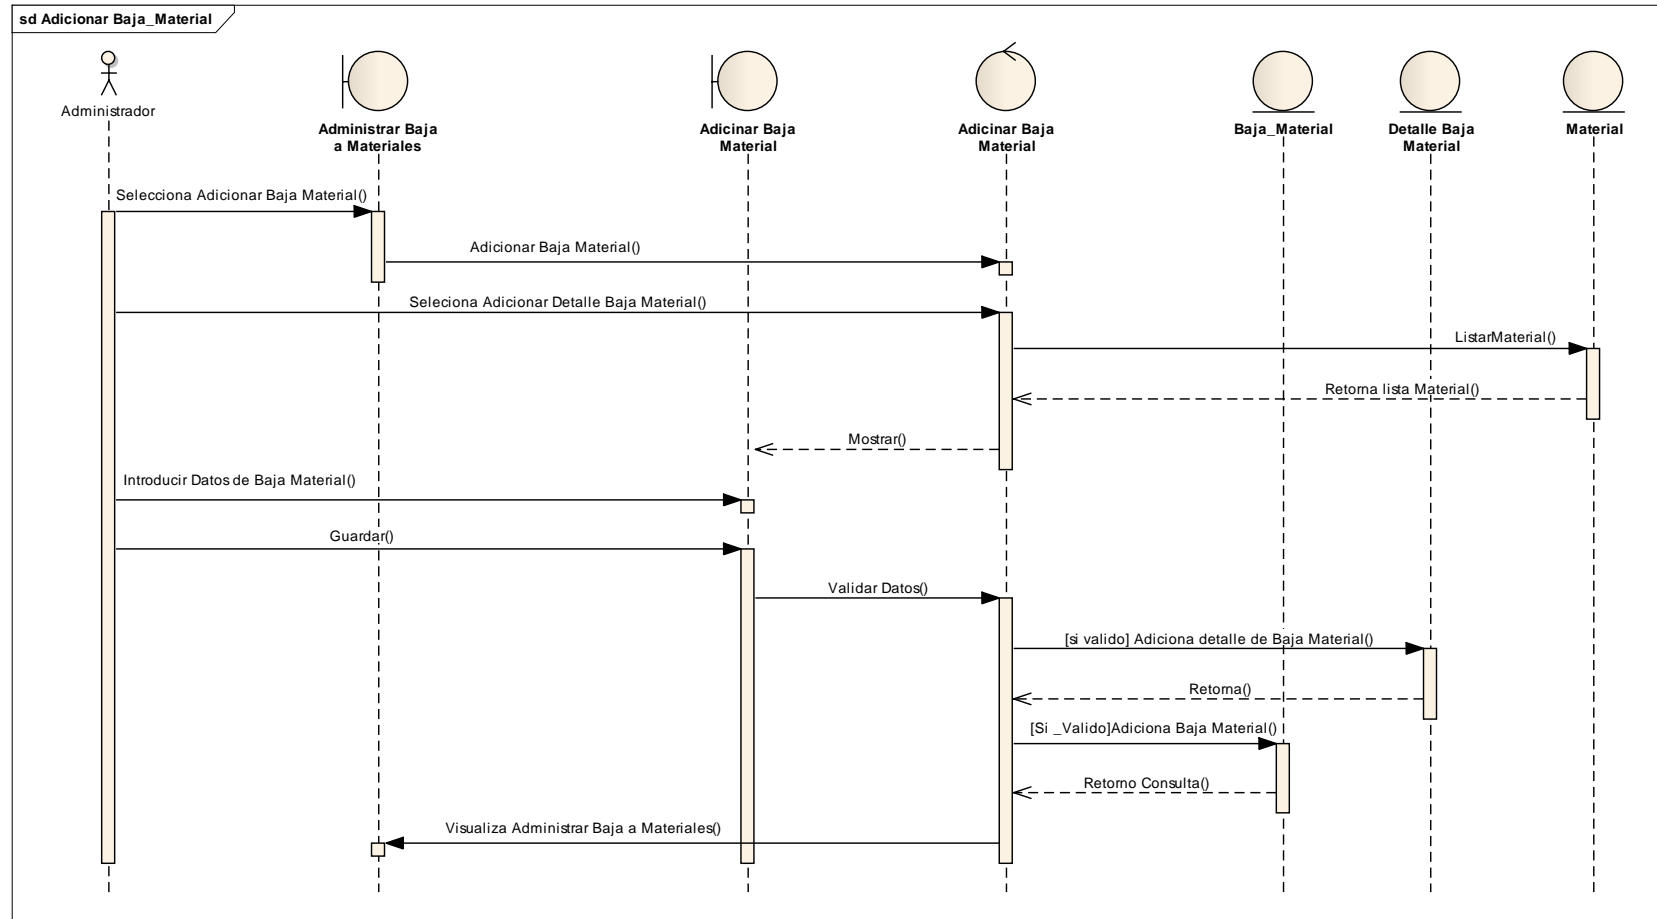 sd Adicionar Baja_Material
Administrador
Administrar Baja
a Materiales
Adicinar Baja
Material
Adicinar Baja
Material
Baja_Material
Detalle Baja
Material
Material
Selecciona Adicionar Baja Material()
Adicionar Baja Material()
Seleciona Adicionar Detalle Baja Material()
ListarMaterial()
Retorna lista Material()
Mostrar()
Introducir Datos de Baja Material()
Guardar()
Validar Datos()
[si valido] Adiciona detalle de Baja Material()
Retorna()
[Si _Valido]Adiciona Baja Material()
Retorno Consulta()
Visualiza Administrar Baja a Materiales()